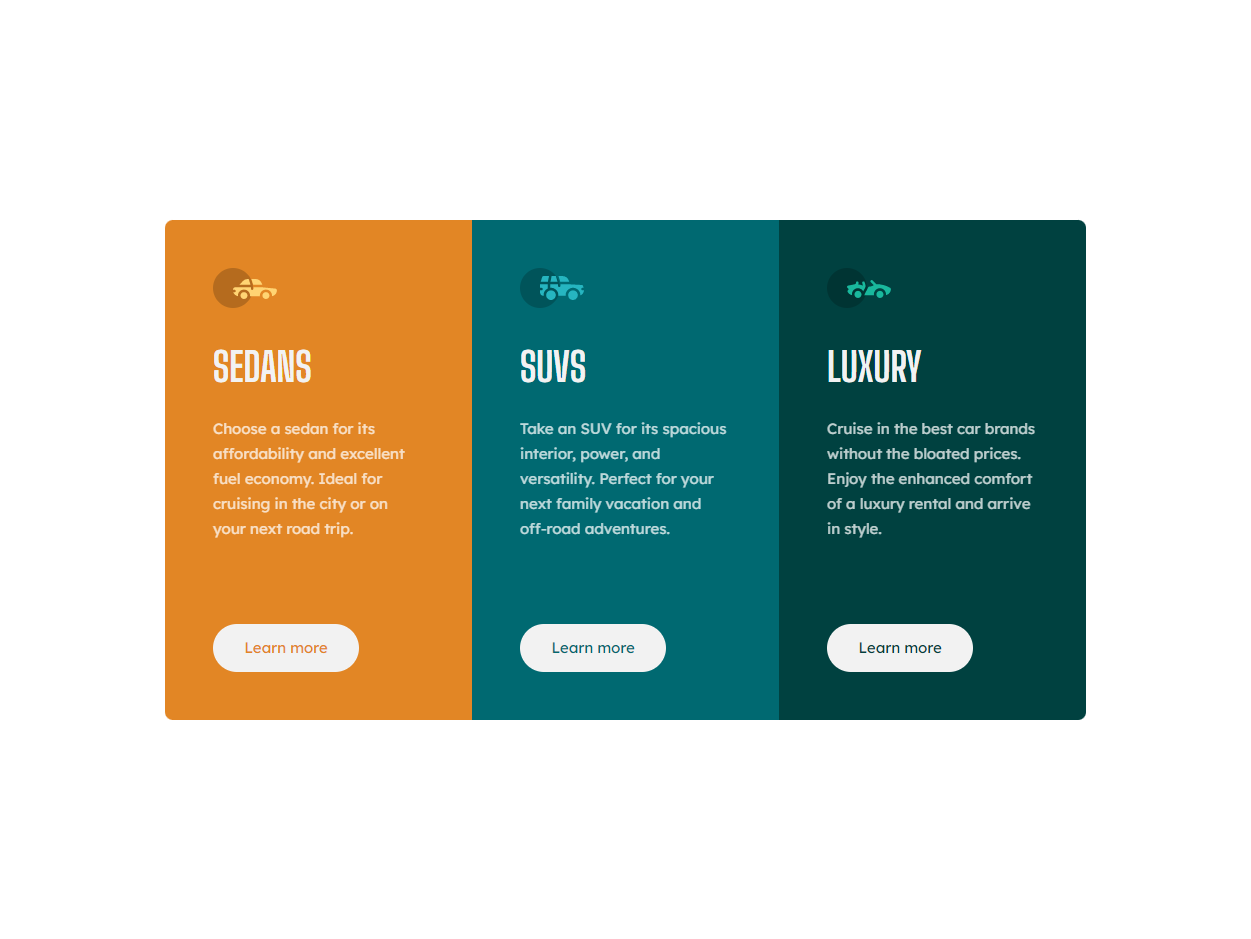 SEDANS
Choose a sedan for its
affordability and excellent
fuel economy. Ideal for
cruising in the city or on
your next road trip.
Learn more
SUVS
Take an SUV for its spacious
interior, power, and
versatility. Perfect for your
next family vacation and
off-road adventures.
Learn more
LUXURY
Cruise in the best car brands
without the bloated prices.
Enjoy the enhanced comfort
of a luxury rental and arrive
in style.
Learn more